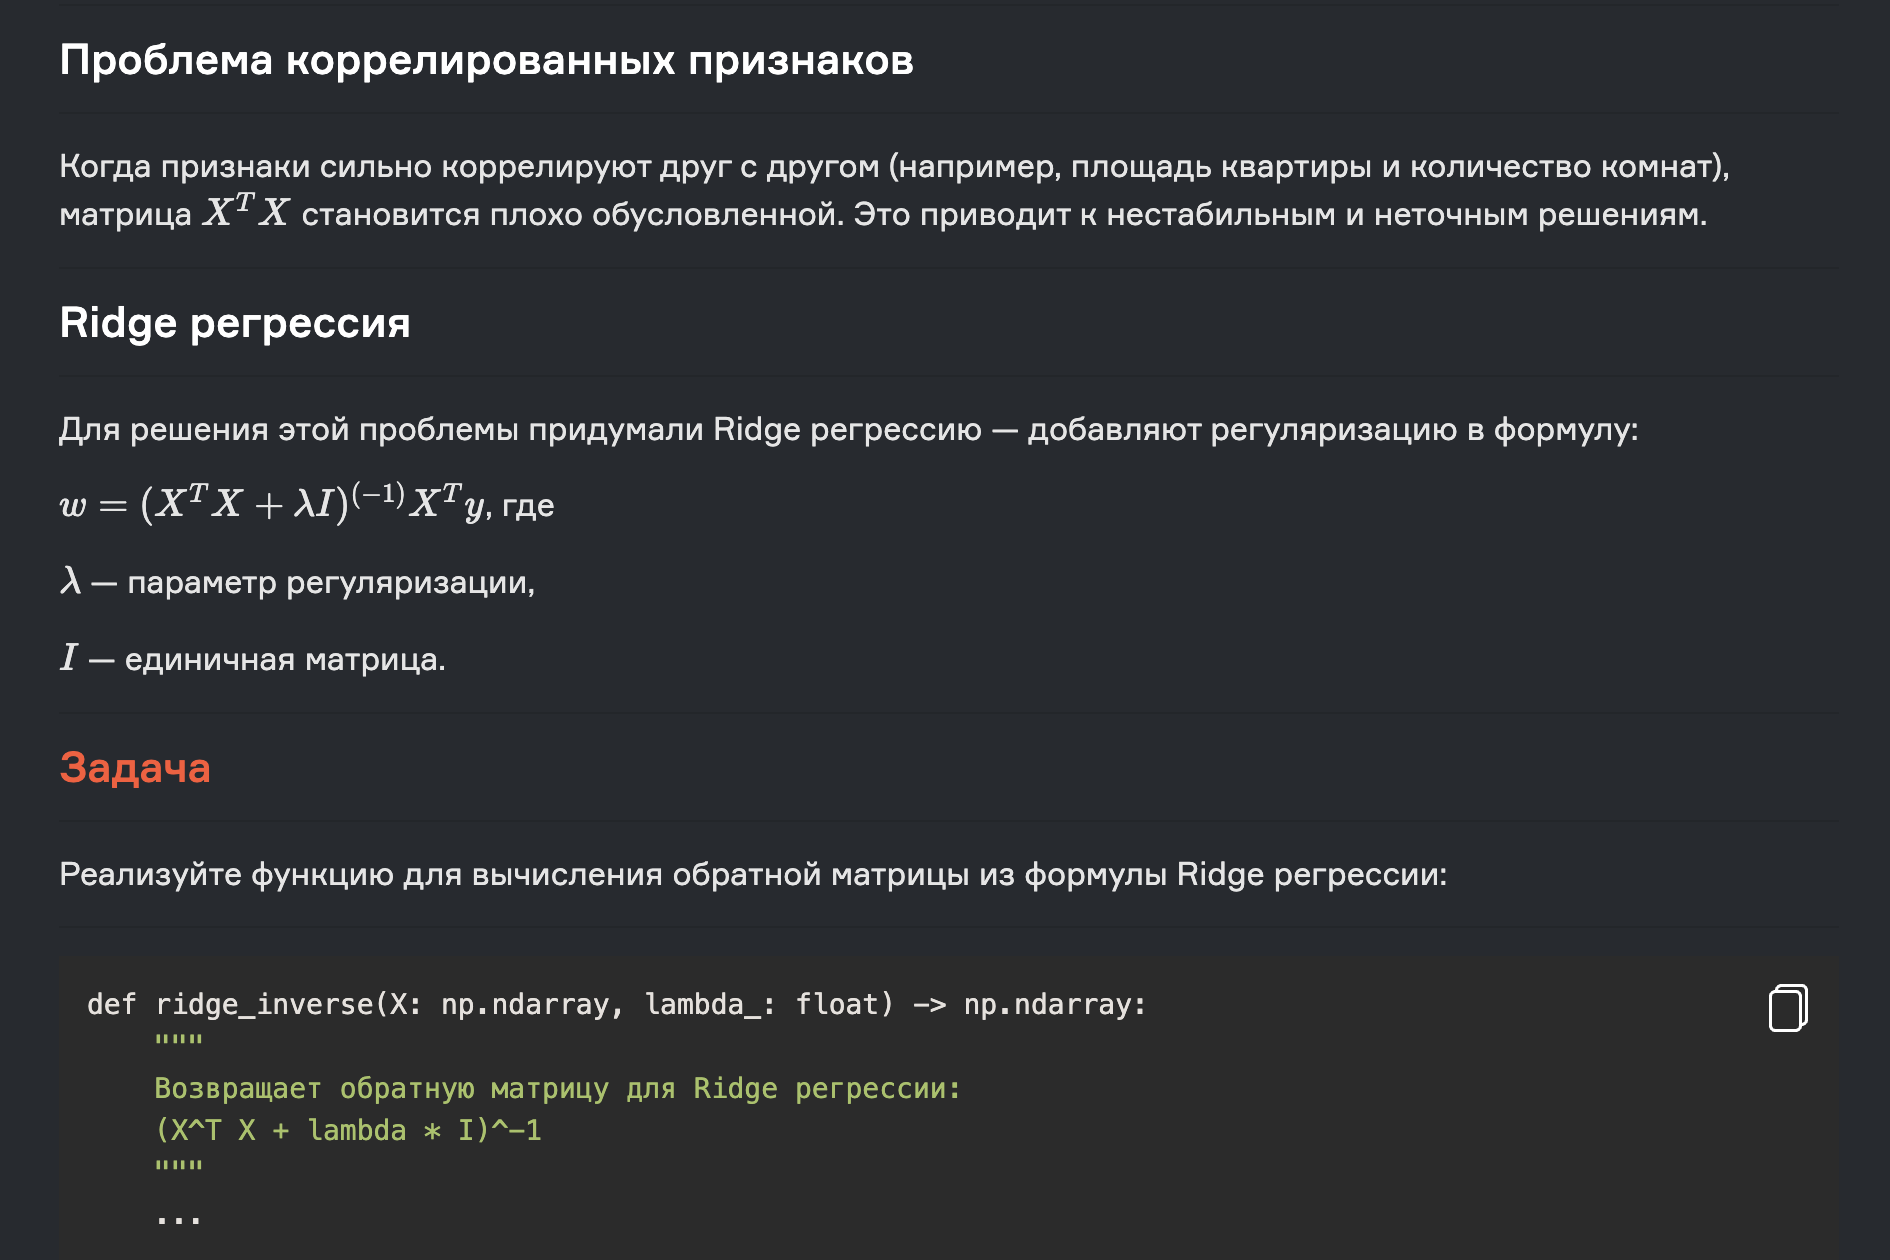 Проблема коррелированных признаков
Когда признаки сильно коррелируют друг с другом (например, площадь квартиры и количество комнат),
матрица $X^T X$ становится плохо обусловленной. Это приводит к нестабильным и неточным решениям.
Ridge регрессия
Для решения этой проблемы придумали Ridge регрессию — добавляют регуляризацию в формулу:
$w = (X^T X + \lambda I)^{(-1)} X^T y$, где
$\lambda$ — параметр регуляризации,
$I$ — единичная матрица.
Задача
Реализуйте функцию для вычисления обратной матрицы из формулы Ridge регрессии:
def ridge_inverse(X: np.ndarray, lambda_: float) -> np.ndarray:
    """
    Возвращает обратную матрицу для Ridge регрессии:
    (X^T X + lambda * I)^-1
    """
    ...